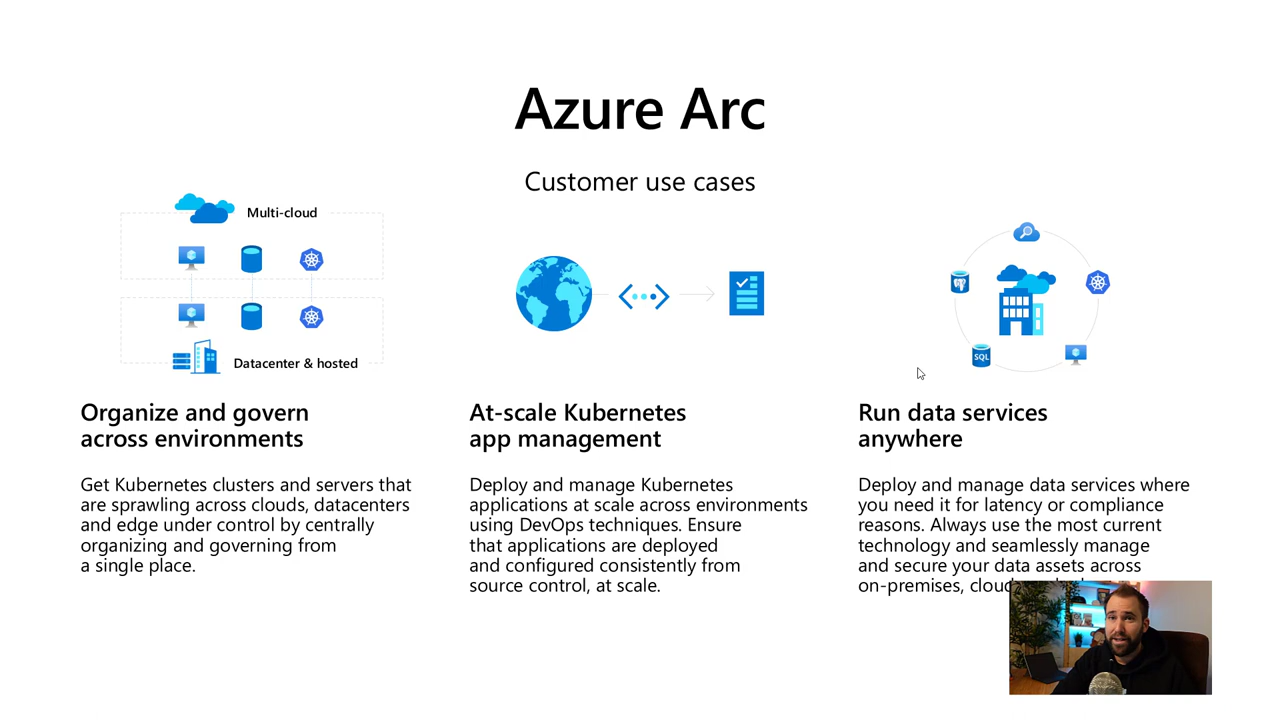 Azure Arc
Customer use cases
Multi-cloud
Datacenter & hosted
SQL
Organize and govern
across environments
Get Kubernetes clusters and servers that
are sprawling across clouds, datacenters
and edge under control by centrally
organizing and governing from
a single place.
At-scale Kubernetes
app management
Deploy and manage Kubernetes
applications at scale across environments
using DevOps techniques. Ensure
that applications are deployed
and configured consistently from
source control, at scale.
Run data services
anywhere
Deploy and manage data services where
you need it for latency or compliance
reasons. Always use the most current
technology and seamlessly manage
and secure your data assets across
on-premises,